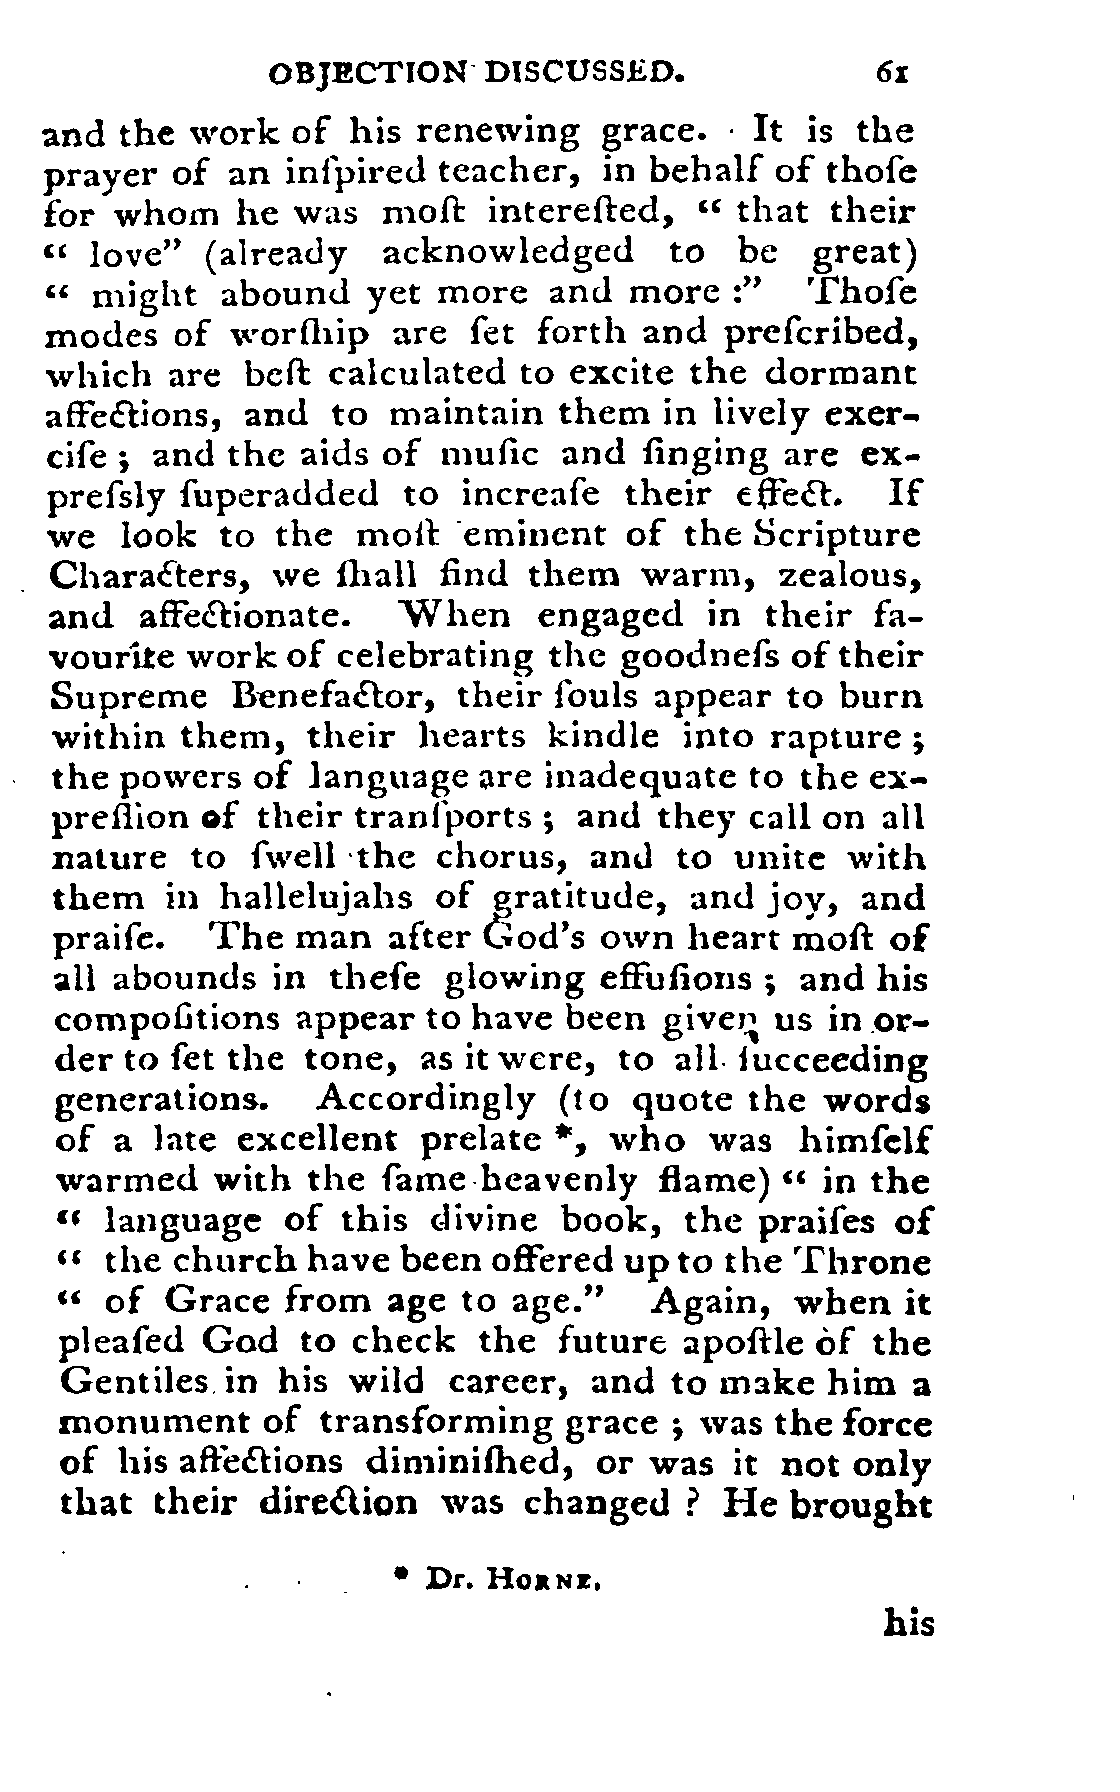 OBJECTION DISCUSSED. 61
and the work of his renewing grace. It is the
prayer of an inſpired teacher, in behalf of thoſe
for whom he was moſt intereſted, “ that their
“ love” (already acknowledged to be great)
“ might abound yet more and more :” Thoſe
modes of worſhip are ſet forth and preſcribed,
which are beſt calculated to excite the dormant
affections, and to maintain them in lively exer-
ciſe ; and the aids of muſic and ſinging are ex-
preſsly ſuperadded to increaſe their effect. If
we look to the moſt eminent of the Scripture
Characters, we ſhall find them warm, zealous,
and affectionate. When engaged in their fa-
vourite work of celebrating the goodneſs of their
Supreme Benefactor, their ſouls appear to burn
within them, their hearts kindle into rapture ;
the powers of language are inadequate to the ex-
preſſion of their tranſports ; and they call on all
nature to ſwell the chorus, and to unite with
them in hallelujahs of gratitude, and joy, and
praiſe. The man after God's own heart moſt of
all abounds in theſe glowing effuſions ; and his
compoſitions appear to have been given us in or-
der to ſet the tone, as it were, to all ſucceeding
generations. Accordingly (to quote the words
of a late excellent prelate *, who was himſelf
warmed with the ſame heavenly flame) “ in the
“ language of this divine book, the praiſes of
“ the church have been offered up to the Throne
“ of Grace from age to age.” Again, when it
pleaſed God to check the future apoſtle of the
Gentiles in his wild career, and to make him a
monument of transforming grace ; was the force
of his affections diminiſhed, or was it not only
that their direction was changed ? He brought
* Dr. HORNE.
his